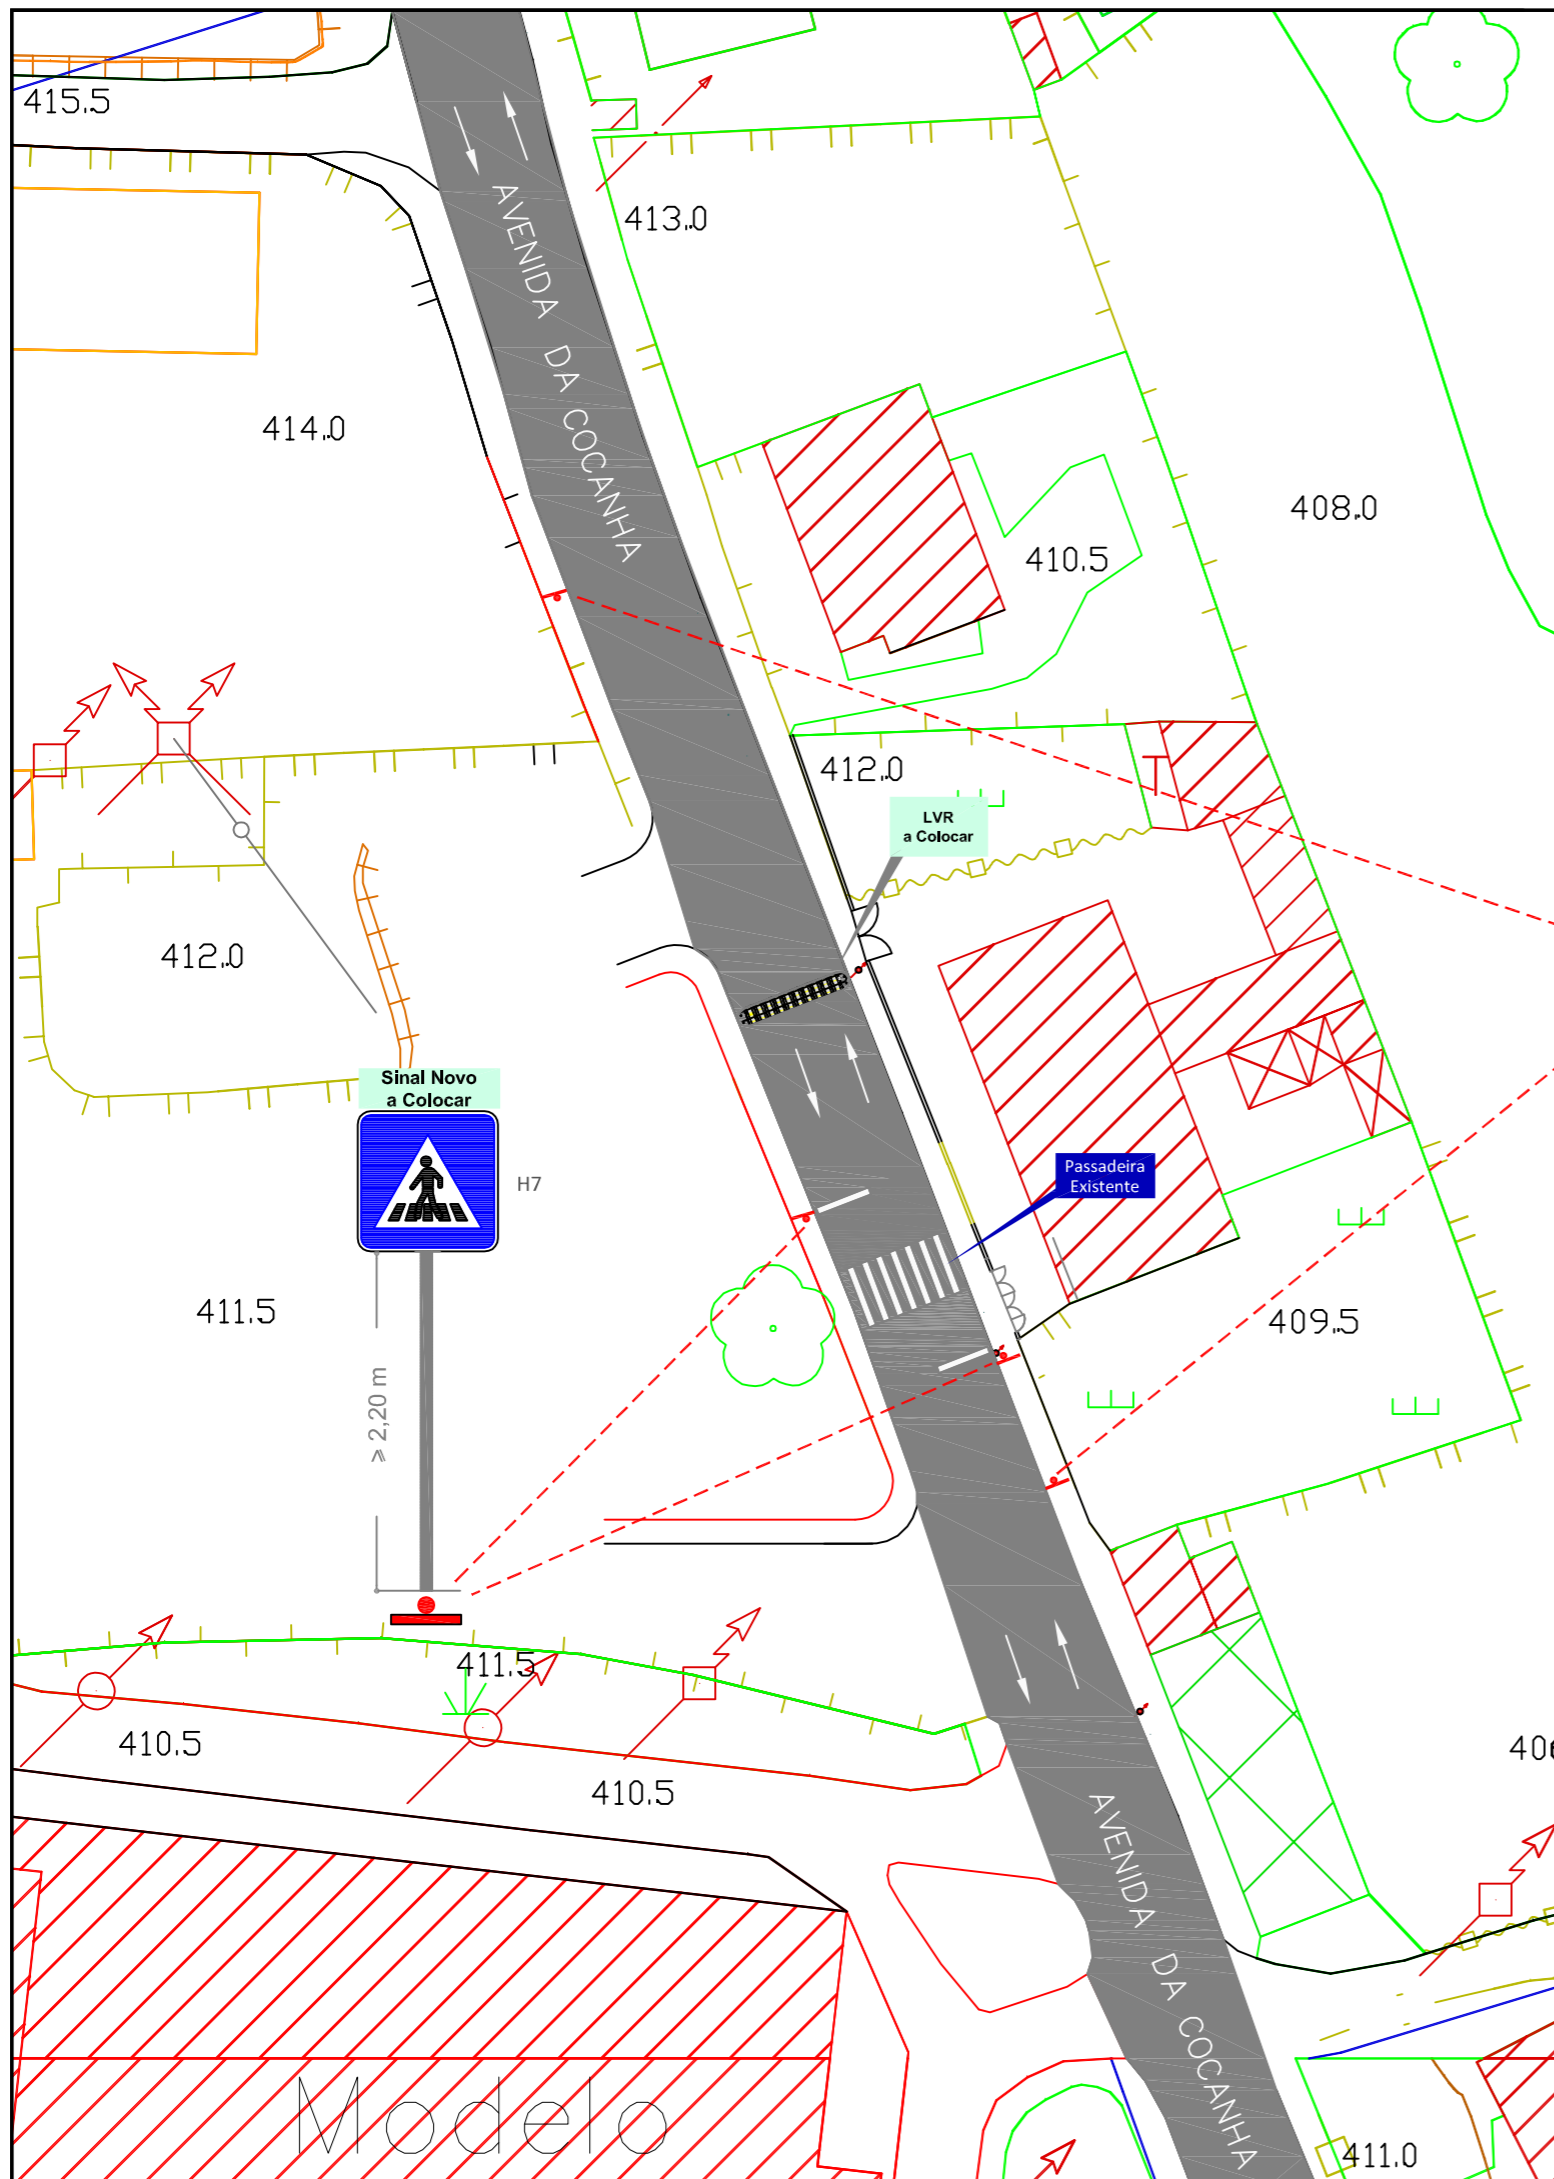 415.5
413.0
AVENIDA DA COCANHA
414.0
408.0
410.5
412.0
LVR
a Colocar
412.0
Sinal Novo
a Colocar
H7
Passadeira
Existente
411.5
409.5
⩾ 2,20 m
411.5
410.5
410.5
AVENIDA DA COCANHA
Modelo
411.0